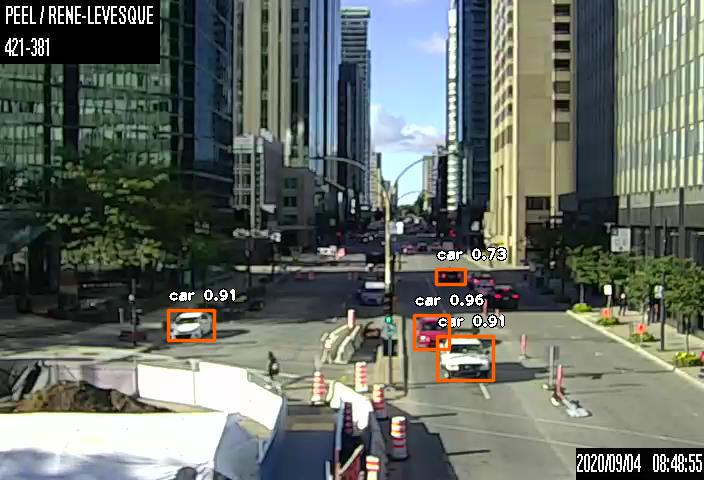 PEEL / RENE-LEVESQUE
421-381
car 0.73
car 0.91
car 0.96
car 0.91
2020/09/04 08:48:55